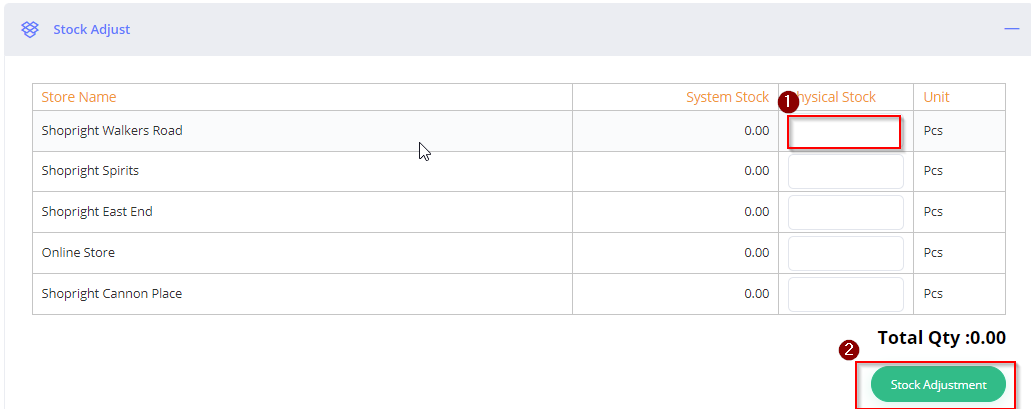 Stock Adjust
Store Name System Stock 1 Physical Stock Unit
Shopright Walkers Road 0.00 Pcs
Shopright Spirits 0.00 Pcs
Shopright East End 0.00 Pcs
Online Store 0.00 Pcs
Shopright Cannon Place 0.00 Pcs
Total Qty :0.00
2
Stock Adjustment